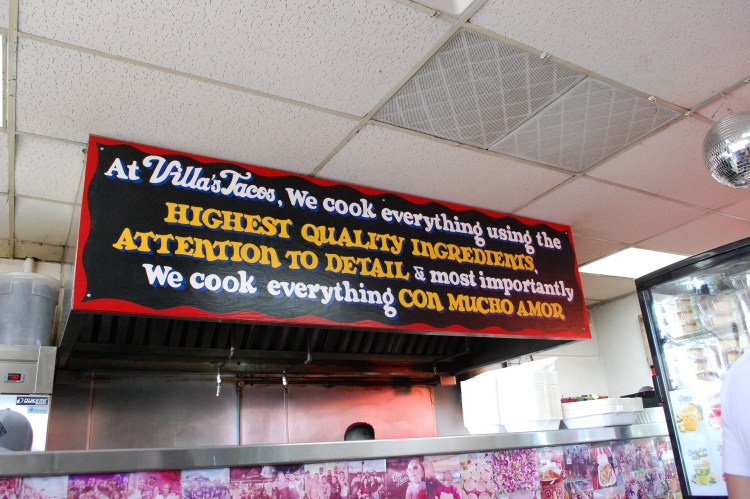 At Villa's Tacos, We cook everything using the
HIGHEST QUALITY INGREDIENTS,
ATTENTION TO DETAIL & most importantly
We cook everything CON MUCHO AMOR